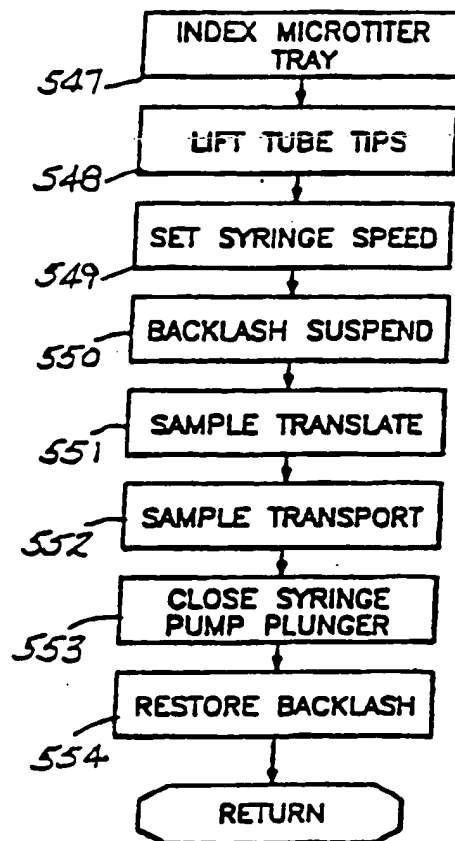 INDEX MICROTITER
TRAY
547
LIFT TUBE TIPS
548
SET SYRINGE SPEED
549
BACKLASH SUSPEND
550
SAMPLE TRANSLATE
551
SAMPLE TRANSPORT
552
CLOSE SYRINGE
PUMP PLUNGER
553
RESTORE BACKLASH
554
RETURN